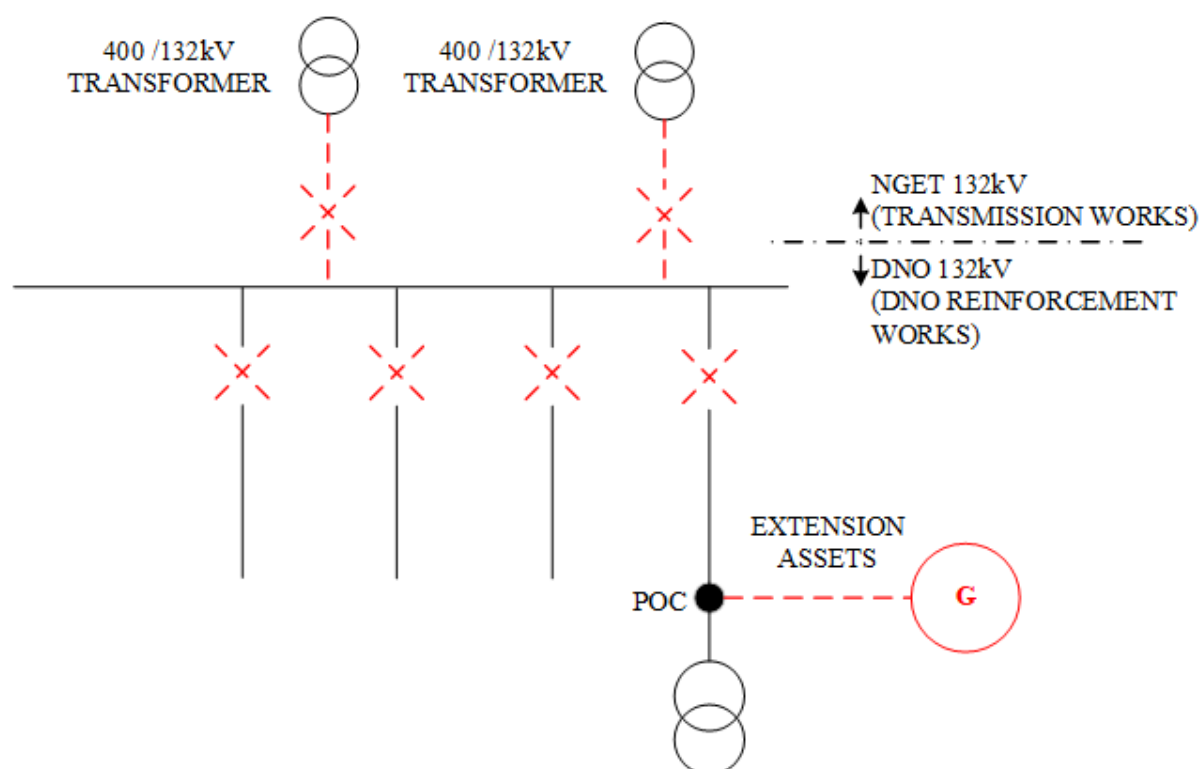 400 /132kV
TRANSFORMER
400 /132kV
TRANSFORMER
NGET 132kV
(TRANSMISSION WORKS)
DNO 132kV
(DNO REINFORCEMENT
WORKS)
EXTENSION
ASSETS
POC
G